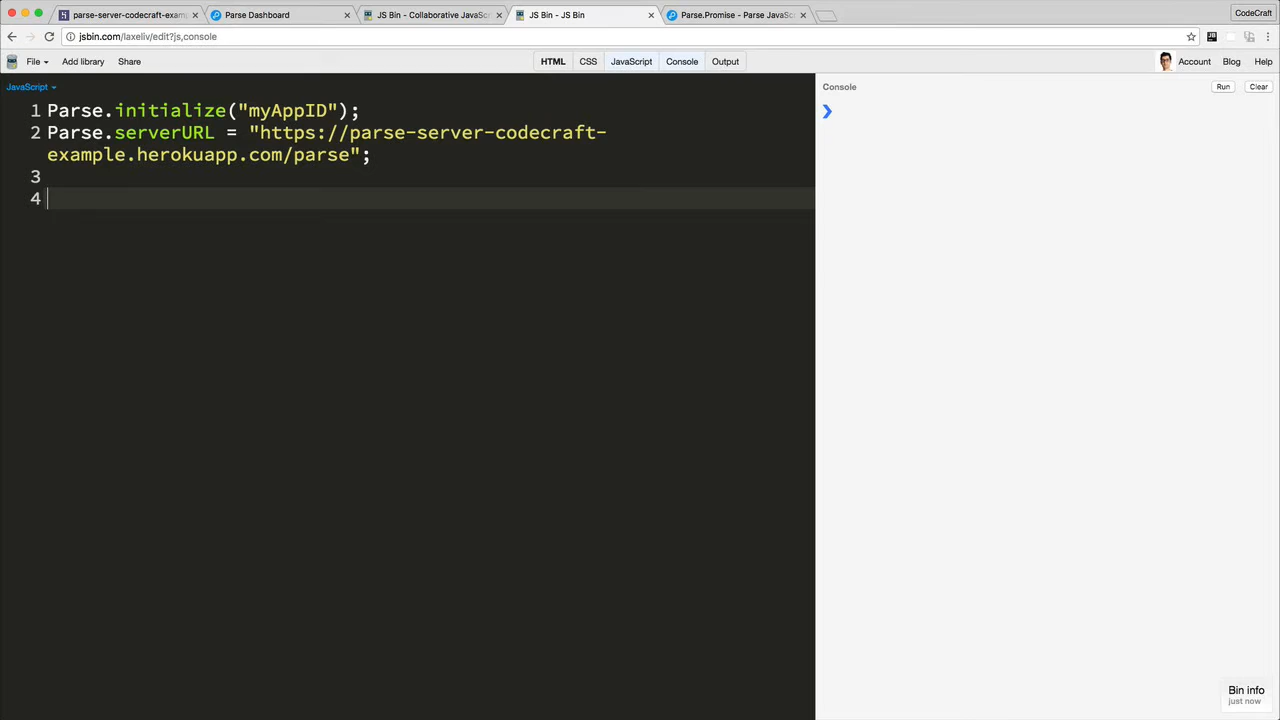 parse-server-codecraft-exam
Parse Dashboard
JS Bin - Collaborative JavaScri
JS Bin - JS Bin
Parse.Promise - Parse JavaSc
CodeCraft
jsbin.com/laxeliv/edit?js,console
File
Add library
Share
HTML
CSS
JavaScript
Console
Output
Account
Blog
Help
JavaScript
Console
Run
Clear
1 Parse.initialize("myAppID");
2 Parse.serverURL = "https://parse-server-codecraft-
example.herokuapp.com/parse";
3
4
Bin info
just now